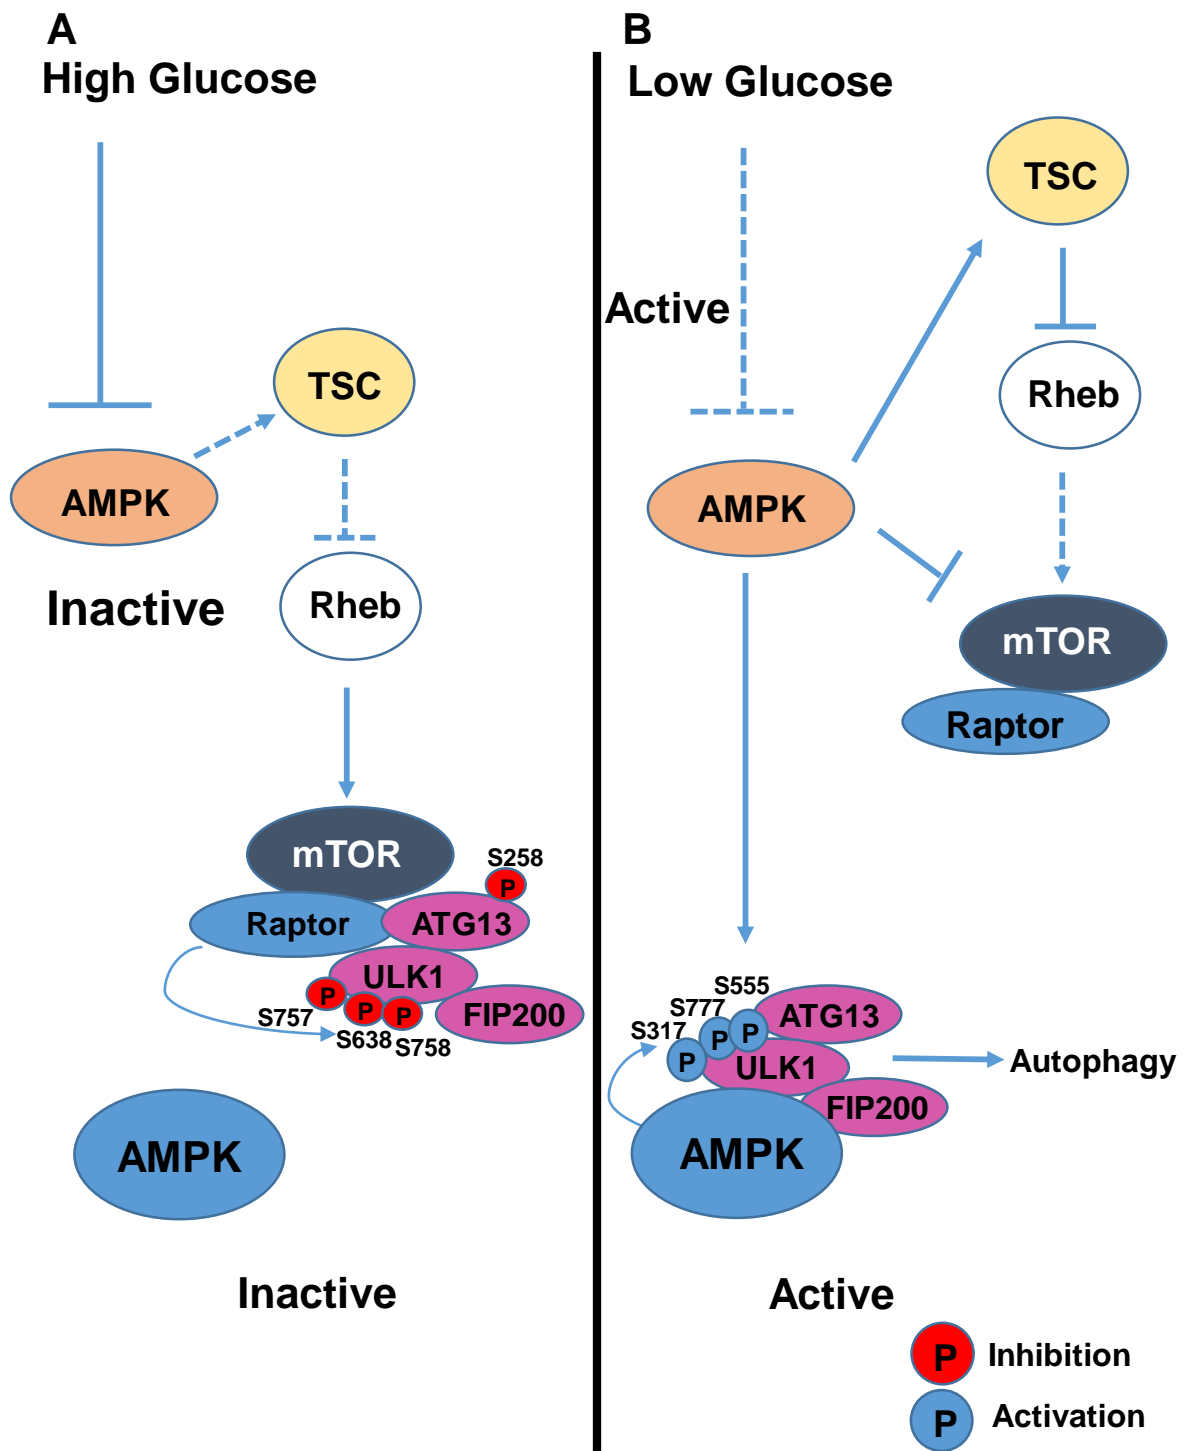 A
High Glucose
TSC
AMPK
Inactive
Rheb
mTOR
S258
P
Raptor
ATG13
ULK1
P
P
P
S757
S638
S758
FIP200
AMPK
Inactive
B
Low Glucose
TSC
Active
Rheb
AMPK
mTOR
Raptor
S555
S777
S317
P
P
P
ATG13
ULK1
Autophagy
FIP200
AMPK
Active
P Inhibition
P Activation